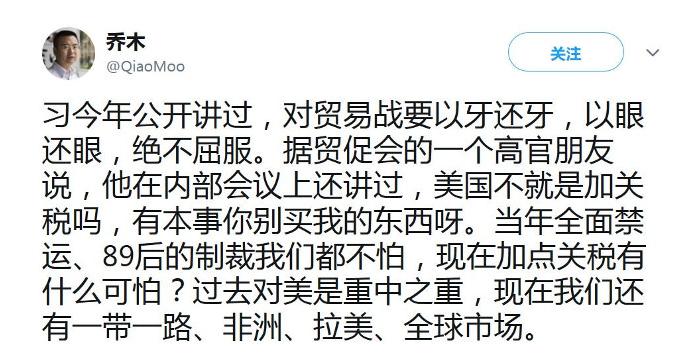 乔木
@QiaoMoo
关注
习今年公开讲过，对贸易战要以牙还牙，以眼
还眼，绝不屈服。据贸促会的一个高官朋友
说，他在内部会议上还讲过，美国不就是加关
税吗，有本事你别买我的东西呀。当年全面禁
运、89后的制裁我们都不怕，现在加点关税有
什么可怕？过去对美是重中之重，现在我们还
有一带一路、非洲、拉美、全球市场。